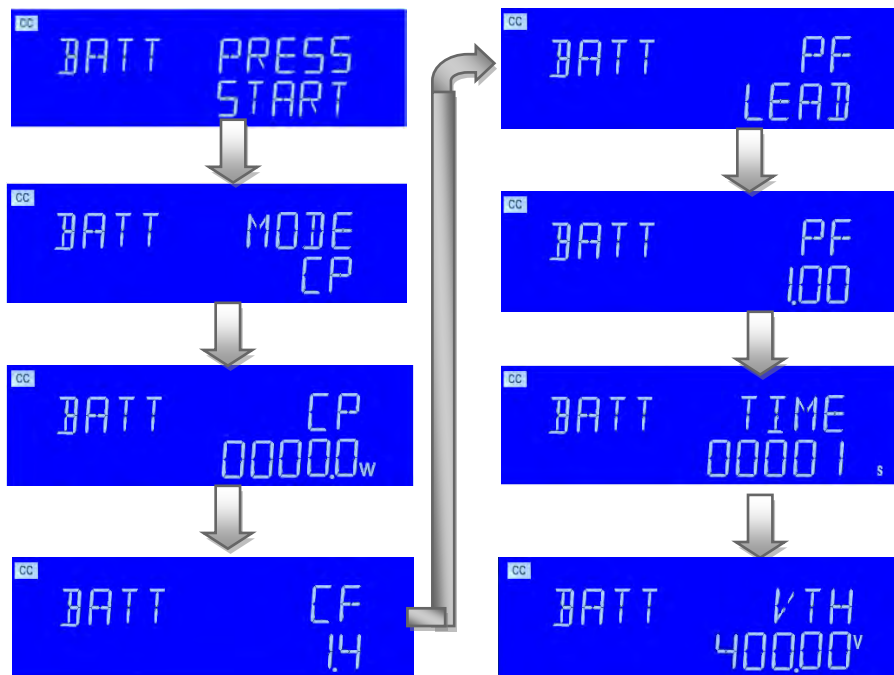 CC
BATT PRESS
START
CC
BATT MODE
CP
CC
BATT CP
0000.0W
CC
BATT CF
1.4
CC
BATT PF
LEAD
CC
BATT PF
1.00
CC
BATT TIME
00001 s
CC
BATT VTH
400.00V